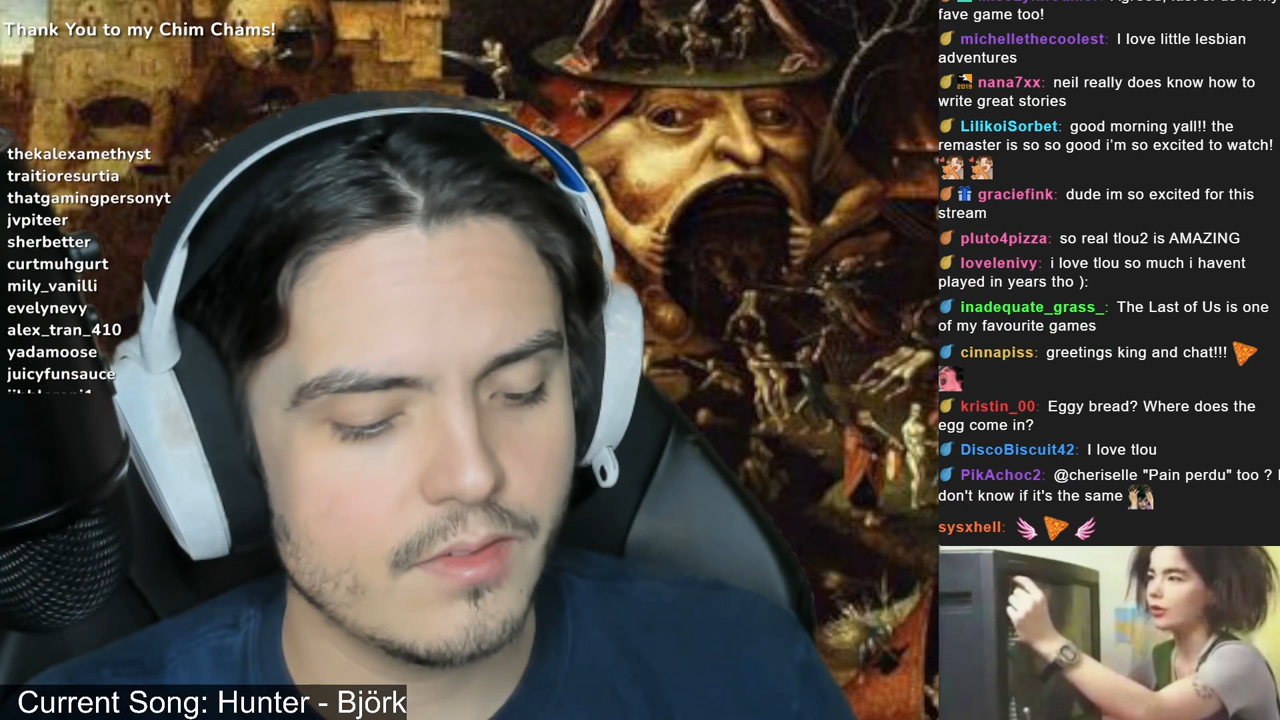 Thank You to my Chim Chams!
thekalexamethyst
traitioresurtia
thatgamingpersonyt
jvpiteer
sherbetter
curtmuhgurt
mily_vanilli
evelynevy
alex_tran_410
yadamoose
juicyfunsauce
fave game too!
michellethecoolest: I love little lesbian
adventures
nana7xx: neil really does know how to
write great stories
LilikoiSorbet: good morning yall!! the
remaster is so so good i'm so excited to watch!
graciefink: dude im so excited for this
stream
pluto4pizza: so real tlou2 is AMAZING
lovelenivy: i love tlou so much i havent
played in years tho ):
inadequate_grass_: The Last of Us is one
of my favourite games
cinnapiss: greetings king and chat!!!
kristin_00: Eggy bread? Where does the
egg come in?
DiscoBiscuit42: I love tlou
PikAchoc2: @cheriselle "Pain perdu" too ? I
don't know if it's the same
sysxhell:
Current Song: Hunter - Björk